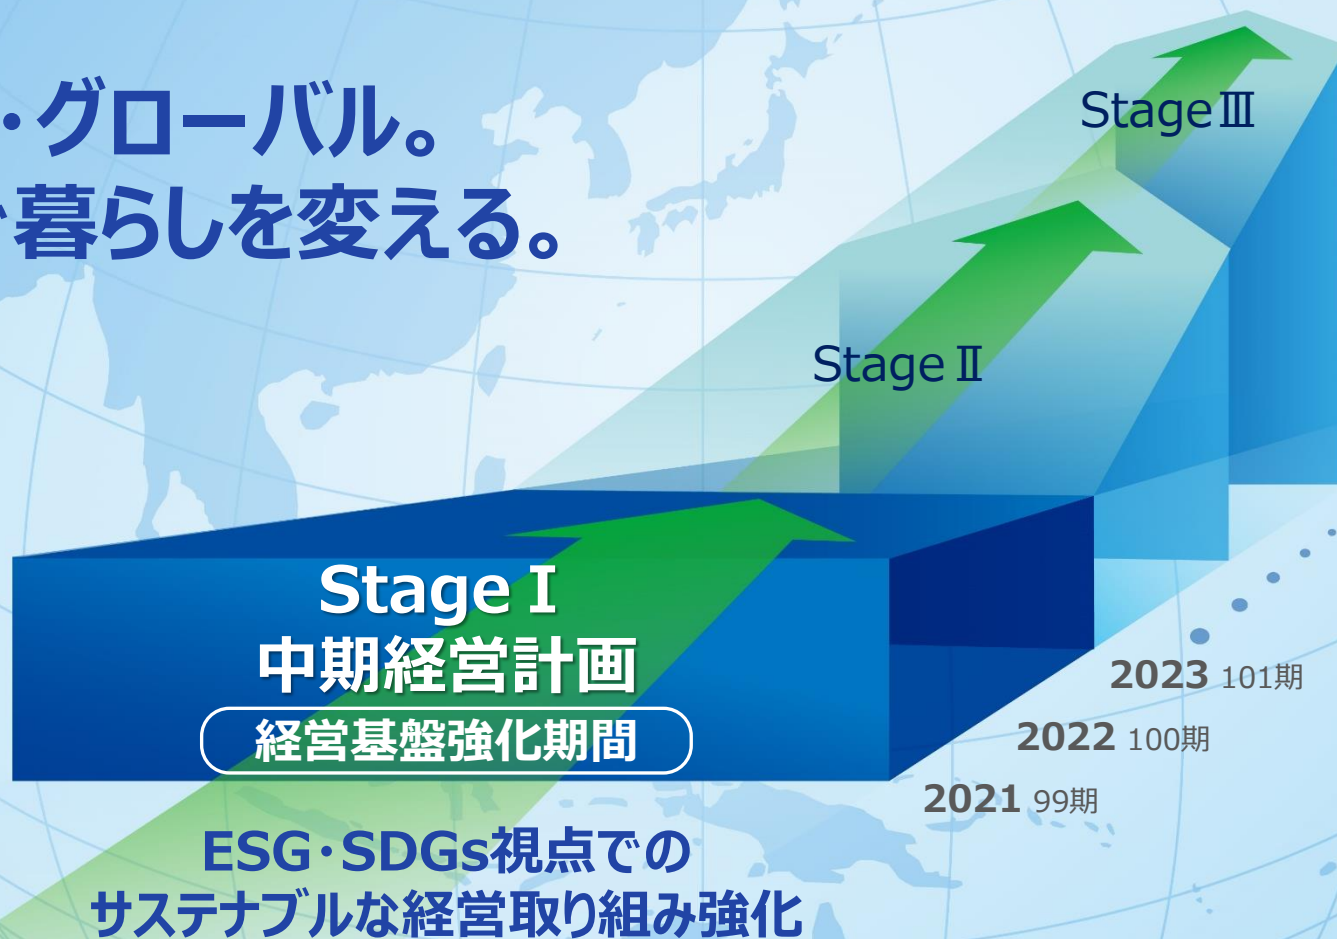 ・グローバル。
暮らしを変える。
StageⅢ
StageⅡ
StageⅠ
中期経営計画
経営基盤強化期間
2023 101期
2022 100期
2021 99期
ESG・SDGs視点での
サステナブルな経営取り組み強化